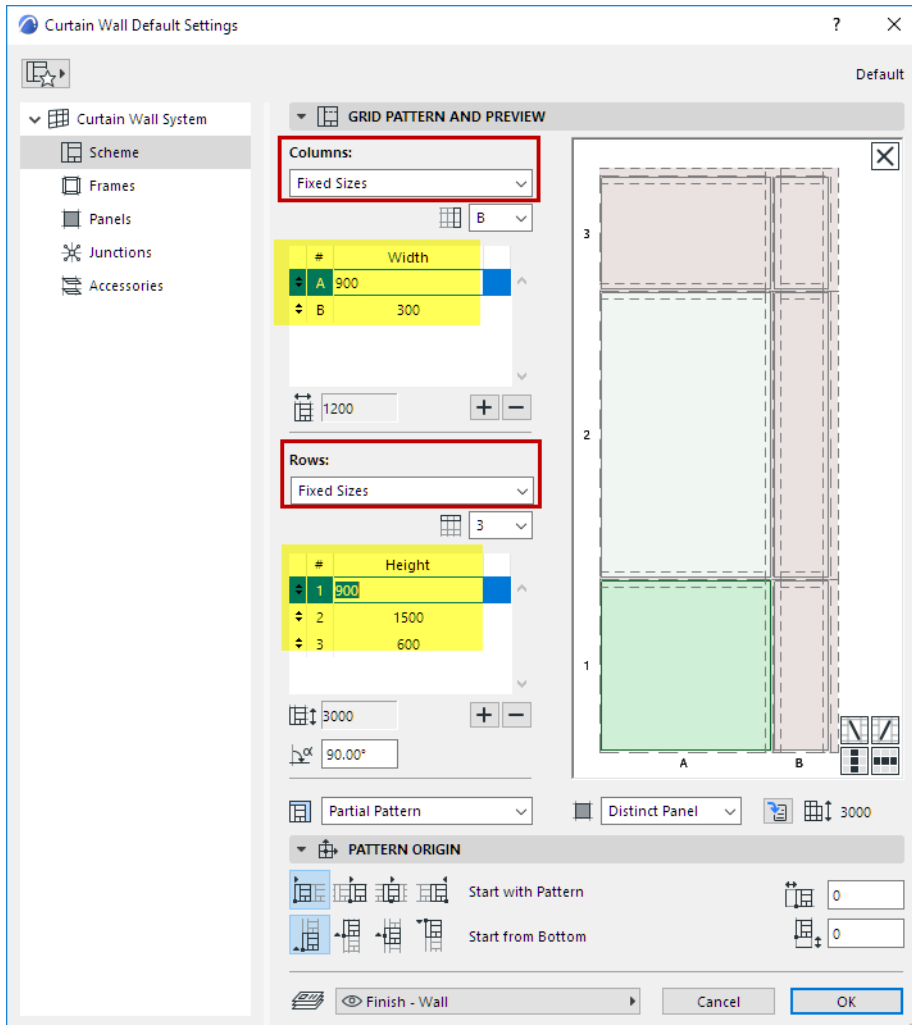 Curtain Wall Default Settings
?
Default
Curtain Wall System
Scheme
Frames
Panels
Junctions
Accessories
GRID PATTERN AND PREVIEW
Columns:
Fixed Sizes
B
# Width
A 900
B 300
1200
Rows:
Fixed Sizes
3
# Height
1 900
2 1500
3 600
3000
α 90.00°
3
2
1
A B
Partial Pattern
Distinct Panel
3000
PATTERN ORIGIN
Start with Pattern
0
Start from Bottom
0
Finish - Wall
Cancel
OK